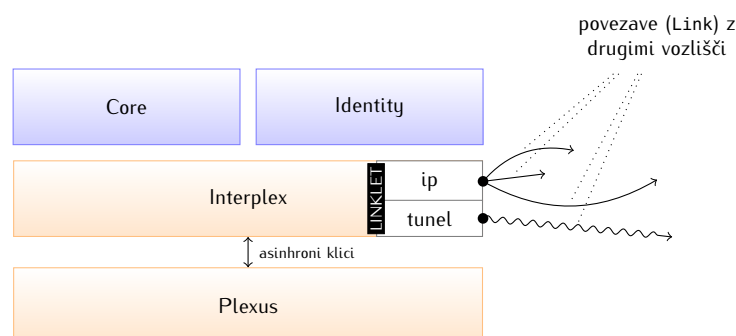 povezave (Link) z
drugimi vozlišči
Core
Identity
Interplex
LINKLET
ip
tunel
asinhroni klici
Plexus